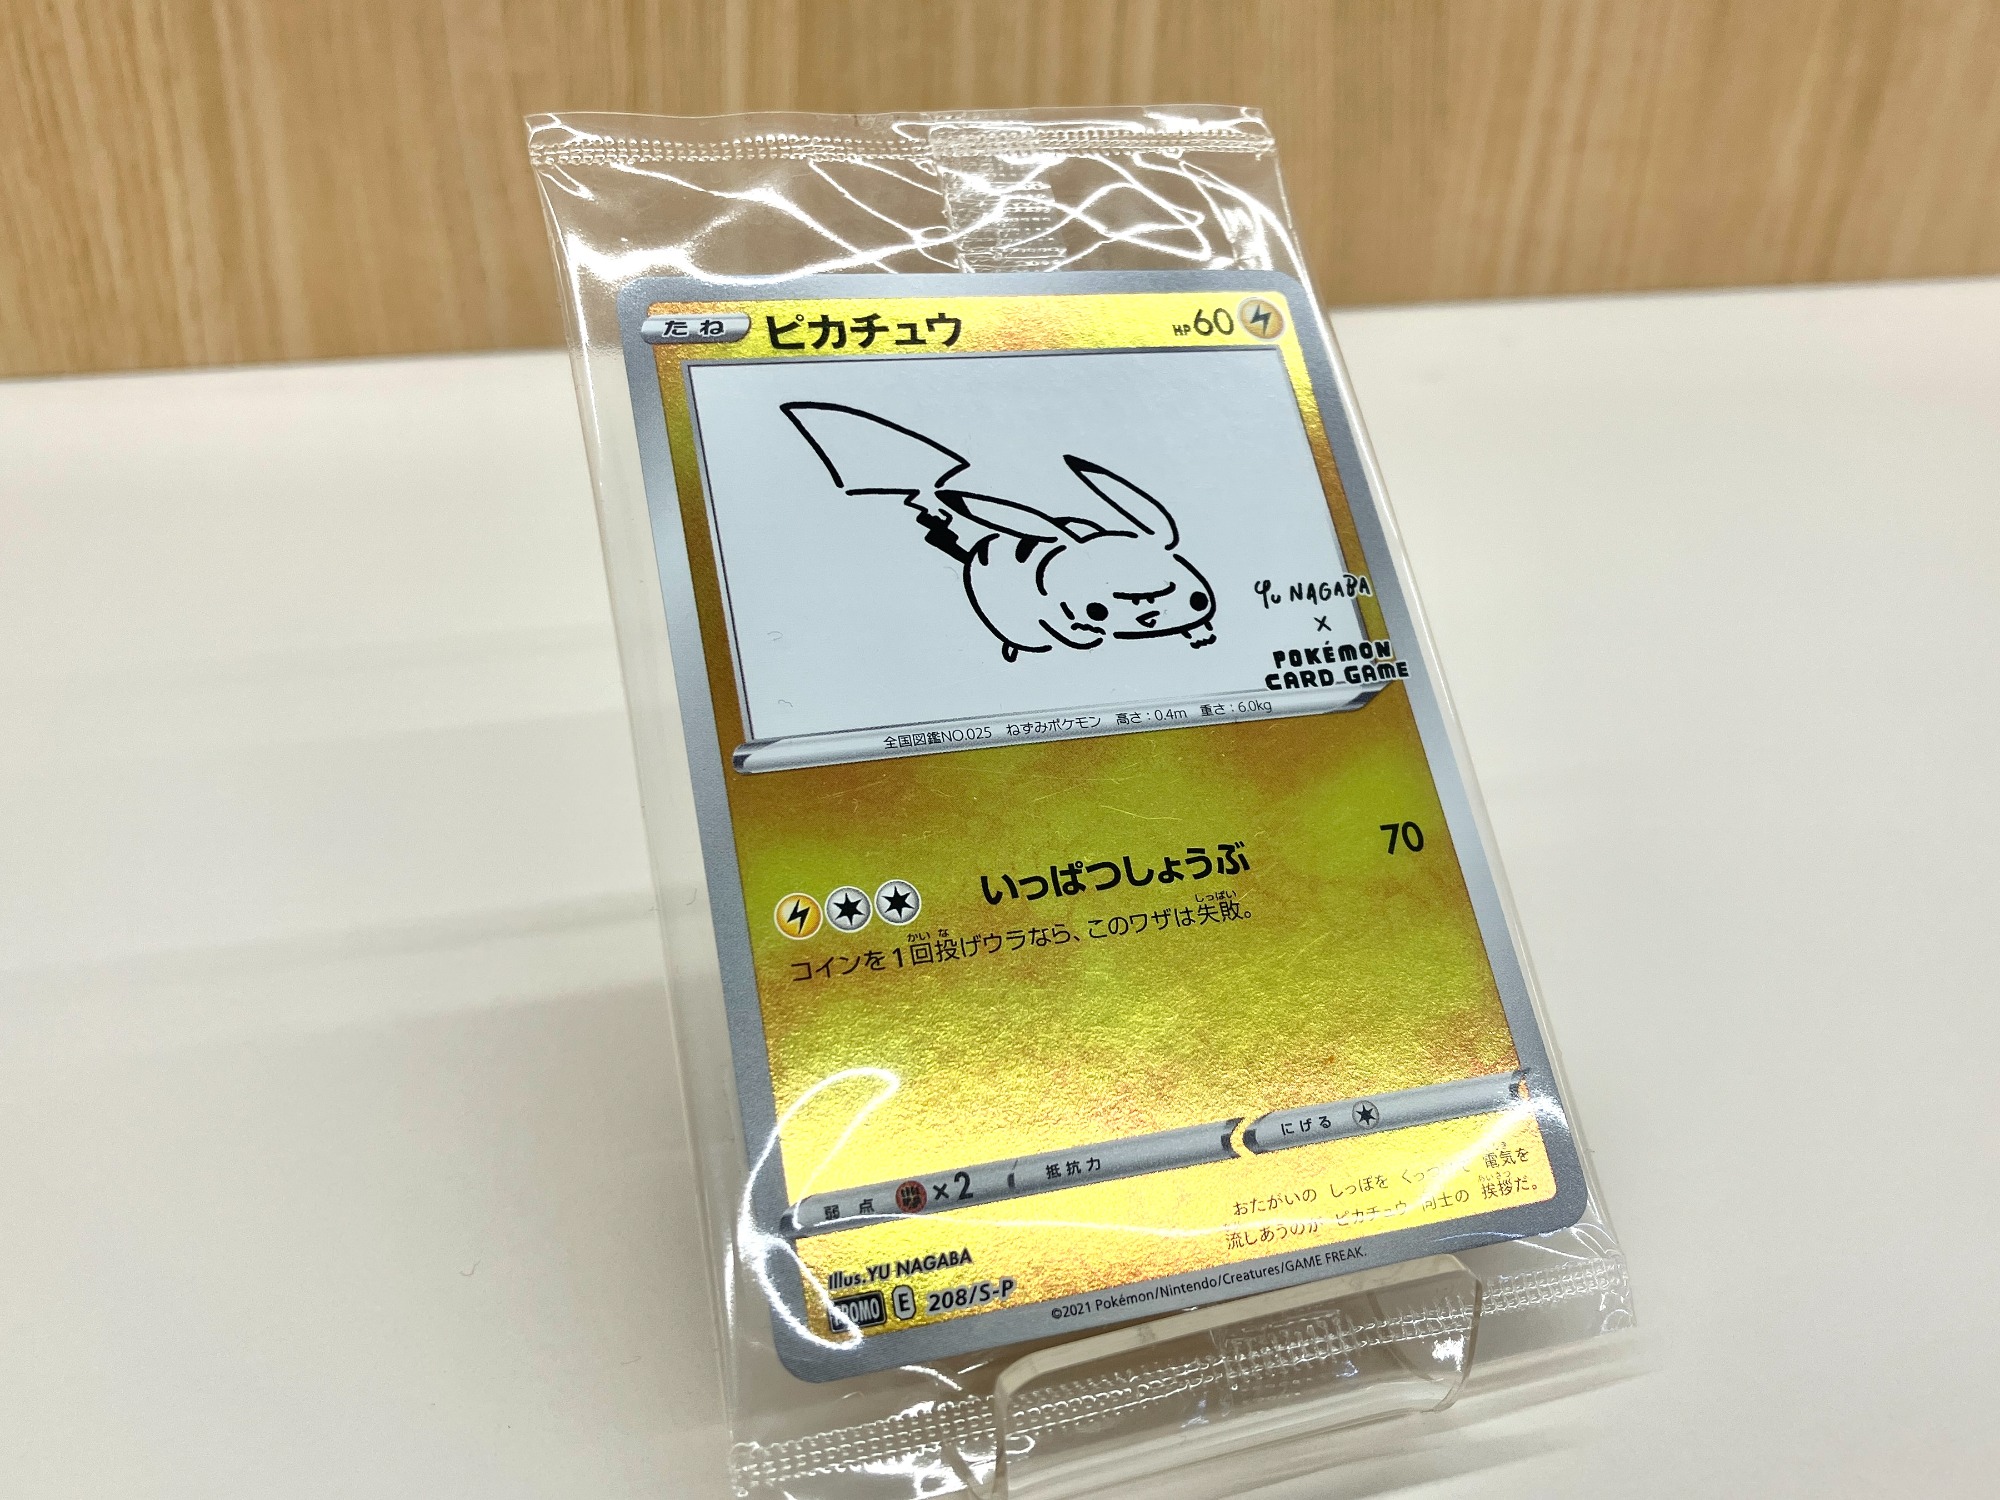 たね ピカチュウ HP60
Yu NAGABA
×
POKÉMON
CARD GAME
全国図鑑NO.025 ねずみポケモン 高さ：0.4m 重さ：6.0kg
いっぱつしょうぶ 70
コインを1回投げウラなら、このワザは失敗。
弱点 ×2 抵抗力 にげる
おたがいの しっぽを くっつけて 電気を
流しあうのが ピカチュウ 同士の 挨拶だ。
Illus.YU NAGABA
PROMO E 208/S-P
©2021 Pokémon/Nintendo/Creatures/GAME FREAK.